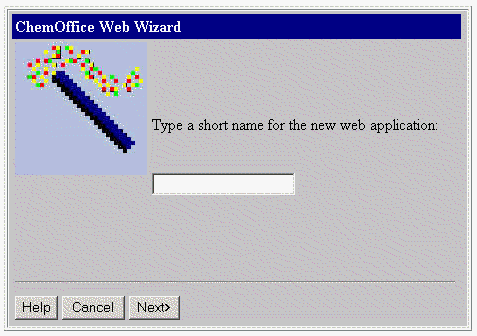 ChemOffice Web Wizard
Type a short name for the new web application:
Help Cancel Next>